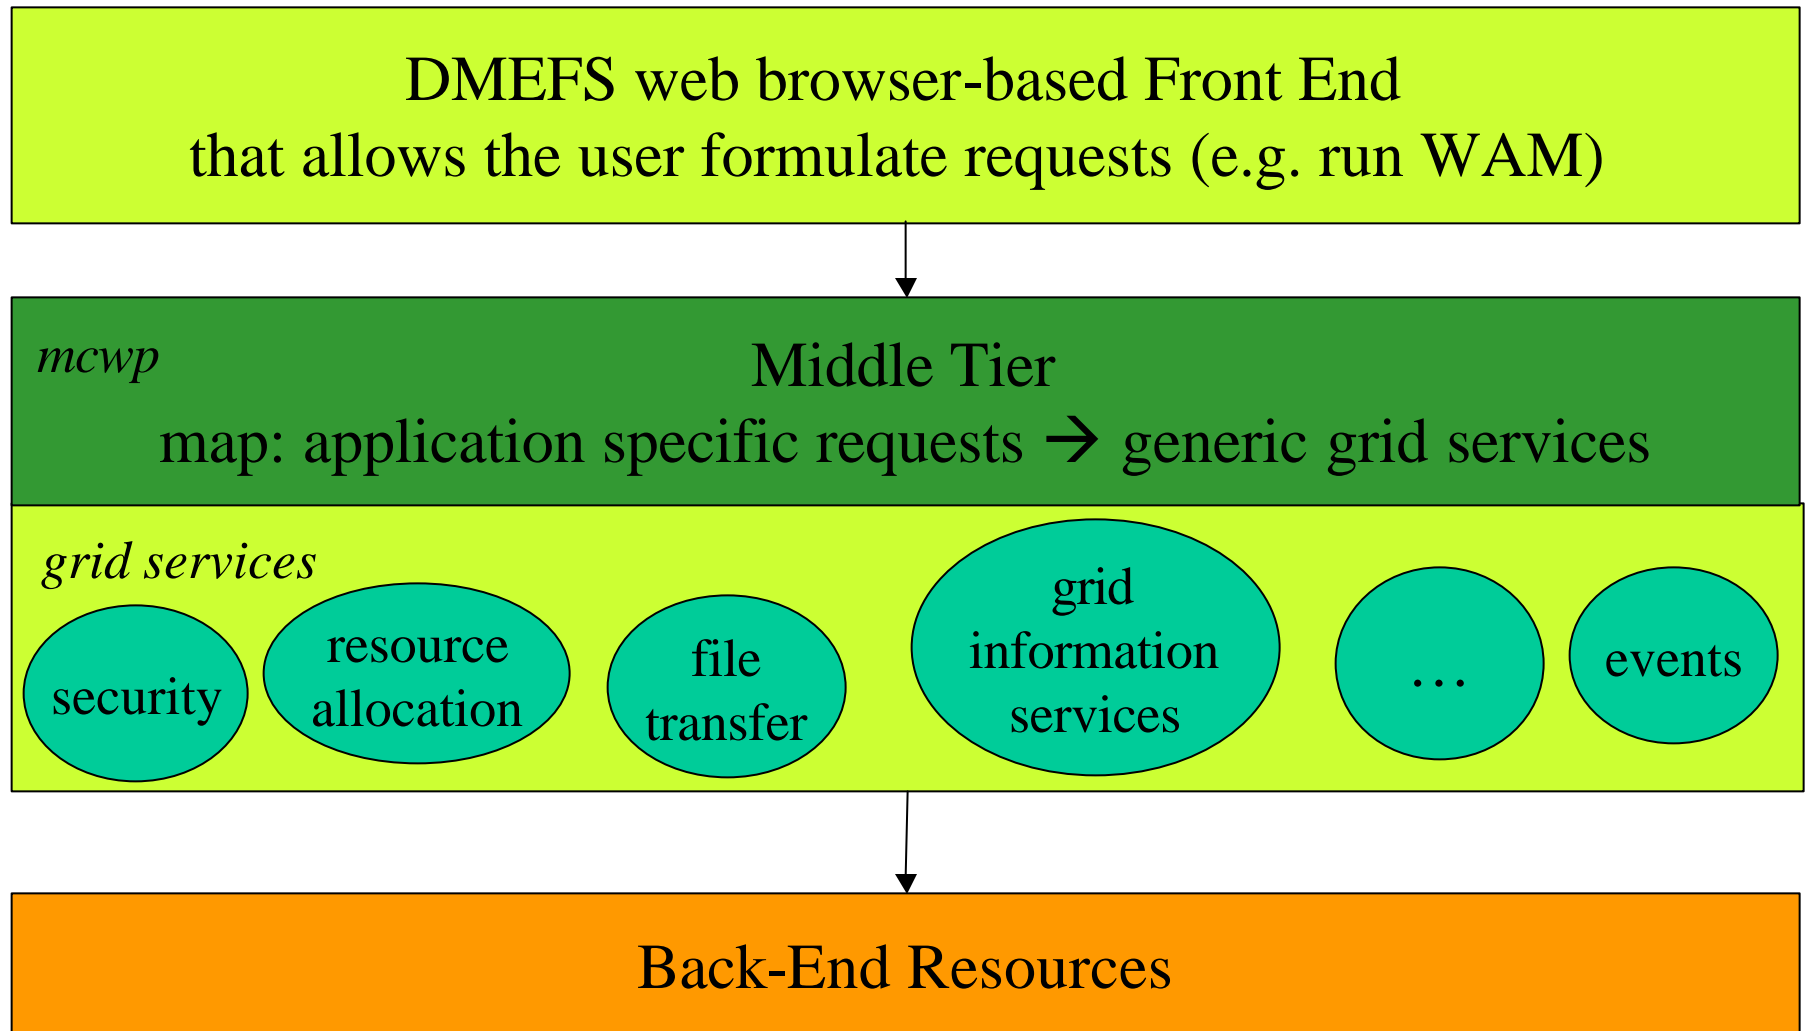 DMEFS web browser-based Front End
that allows the user formulate requests (e.g. run WAM)
mcwp
Middle Tier
map: application specific requests → generic grid services
grid services
security
resource
allocation
file
transfer
grid
information
services
…
events
Back-End Resources